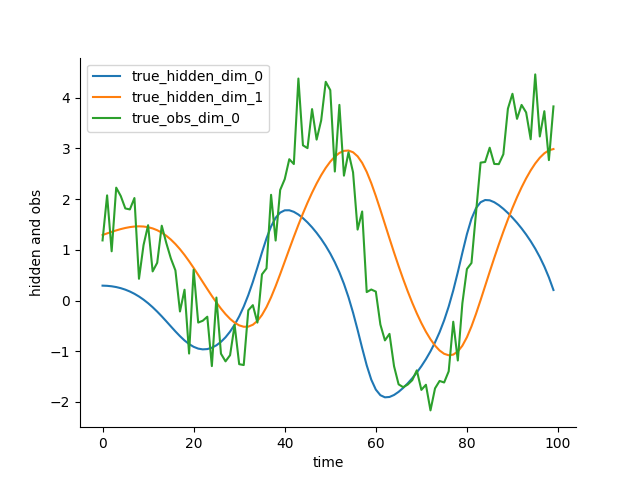 true_hidden_dim_0
true_hidden_dim_1
true_obs_dim_0
hidden and obs
4
3
2
1
0
−1
−2
0 20 40 60 80 100
time